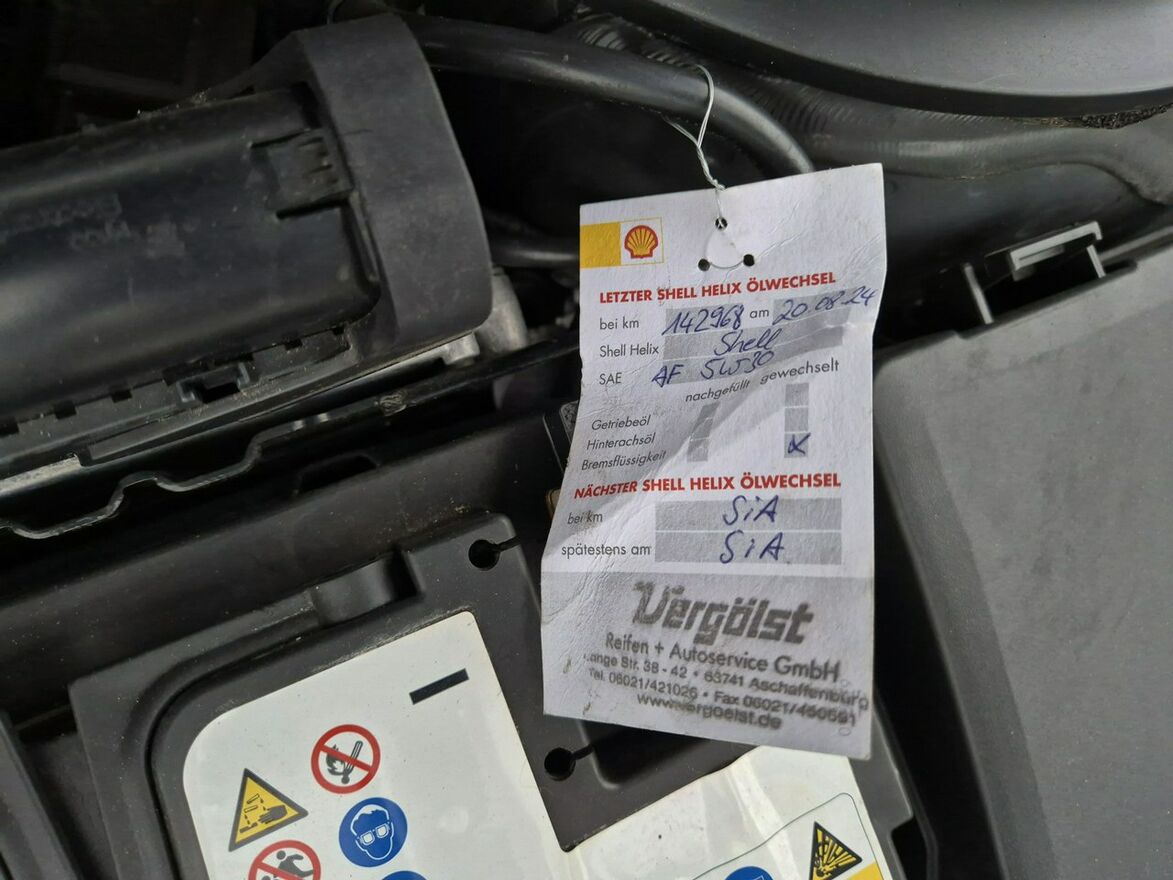 LETZTER SHELL HELIX ÖLWECHSEL
bei km 142968 am 20.08.24
Shell Helix Shell
SAE AF 5W30
nachgefüllt gewechselt
Getriebeöl
Hinterachsöl
Bremsflüssigkeit
NÄCHSTER SHELL HELIX ÖLWECHSEL
bei km SiA
spätestens am SiA
Vergölst
Reifen + Autoservice GmbH
Lange Str. 38 - 42 • 63741 Aschaffenburg
Tel. 06021/421026 • Fax 06021/450591
www.vergoelst.de